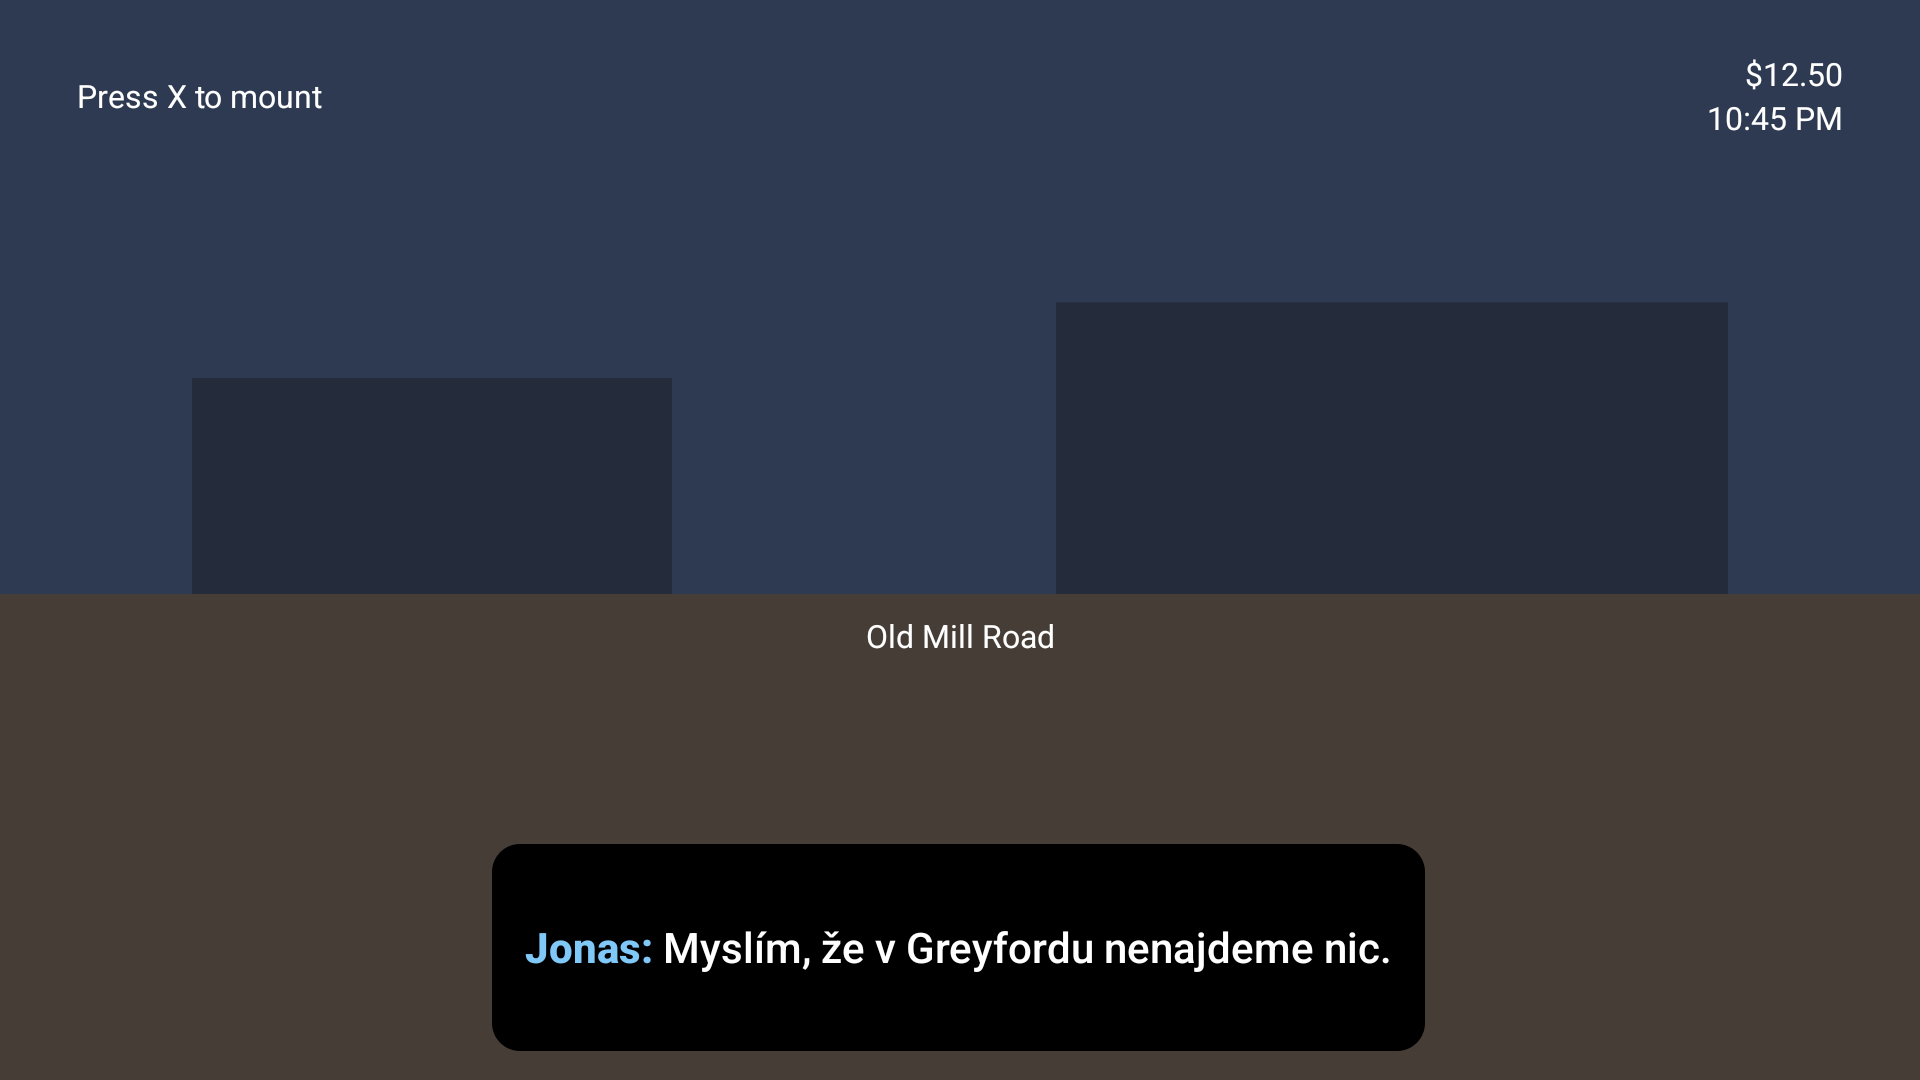 Press X to mount
$12.50
10:45 PM
Old Mill Road
Jonas: Myslím, že v Greyfordu nenajdeme nic.